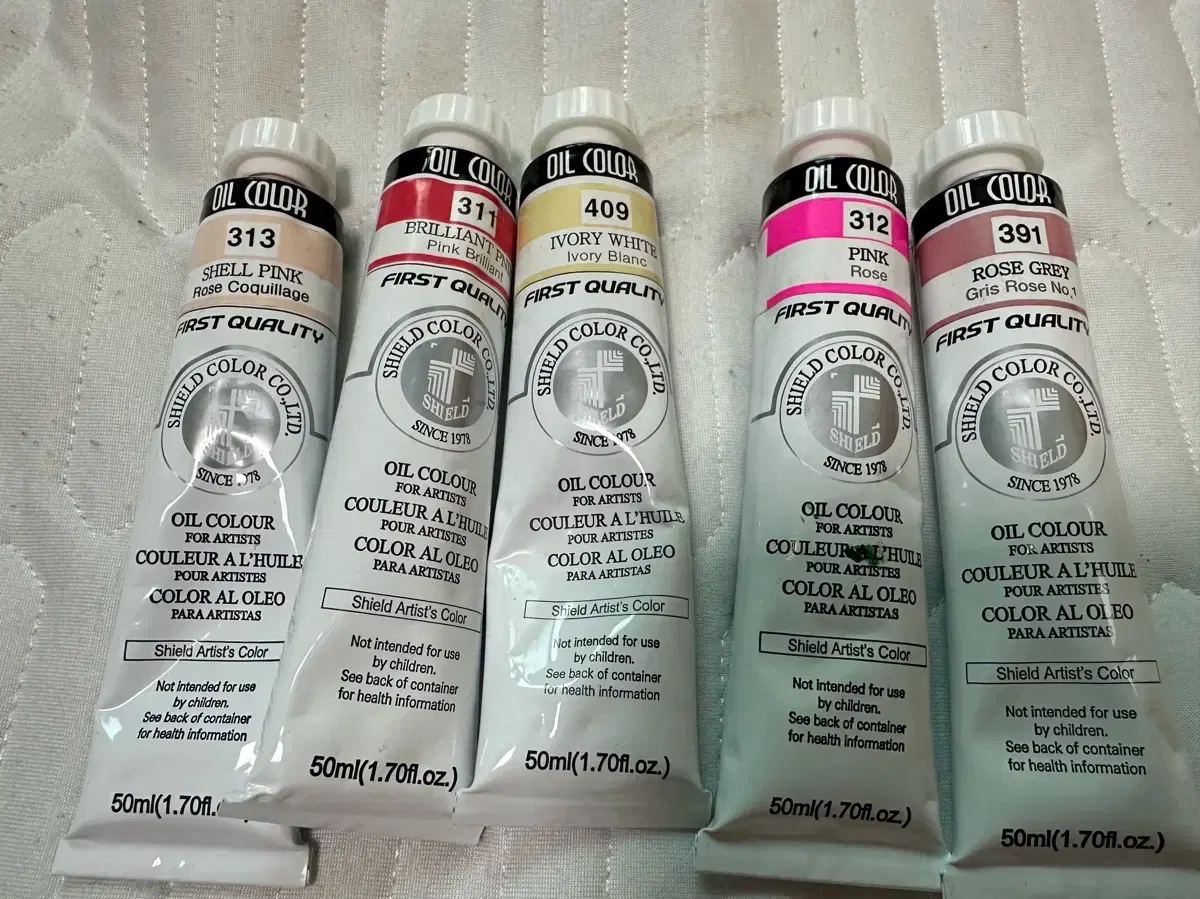 OIL COLOR
313
SHELL PINK
Rose Coquillage
FIRST QUALITY
SHIELD COLOR CO.,LTD.
SHIELD
SINCE 1978
OIL COLOUR
FOR ARTISTS
COULEUR A L'HUILE
POUR ARTISTES
COLOR AL OLEO
PARA ARTISTAS
Shield Artist's Color
Not intended for use
by children.
See back of container
for health information
50ml(1.70fl.
OIL COLOR
311
BRILLIANT
Pink Brilliant
FIRST QUALITY
SHIELD COLOR CO.,LTD.
SHIELD
SINCE 1978
OIL COLOUR
FOR ARTISTS
COULEUR A L'HUILE
POUR ARTISTES
COLOR AL OLEO
PARA ARTISTAS
Shield Artist's Color
Not intended for use
by children.
See back of container
for health information
50ml(1.70fl.oz.)
OIL COLOR
409
IVORY WHITE
Ivory Blanc
FIRST QUALITY
SHIELD COLOR CO.,LTD.
SHIELD
SINCE 1978
OIL COLOUR
FOR ARTISTS
COULEUR A L'HUILE
POUR ARTISTES
COLOR AL OLEO
PARA ARTISTAS
Shield Artist's Color
Not intended for use
by children.
See back of container
for health information
50ml(1.70fl.oz.)
OIL COLOR
312
PINK
Rose
FIRST QUALITY
SHIELD COLOR CO.,LTD.
SHIELD
SINCE 1978
OIL COLOUR
FOR ARTISTS
COULEUR A L'HUILE
POUR ARTISTES
COLOR AL OLEO
PARA ARTISTAS
Shield Artist's Color
Not intended for use
by children.
See back of container
for health information
50ml(1.70fl.oz.)
OIL COLOR
391
ROSE GREY
Gris Rose No.1
FIRST QUALITY
SHIELD COLOR CO.,LTD.
SHIELD
SINCE 1978
OIL COLOUR
FOR ARTISTS
COULEUR A L'HUILE
POUR ARTISTES
COLOR AL OLEO
PARA ARTISTAS
Shield Artist's Color
Not intended for use
by children.
See back of container
for health information
50ml(1.70fl.oz.)